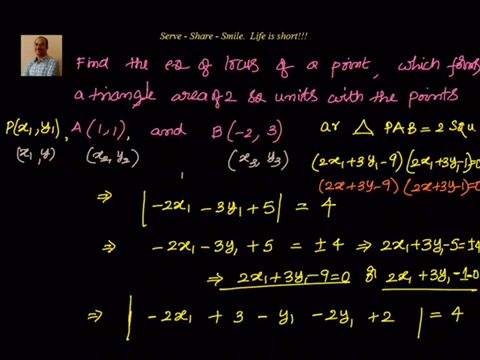 Serve - Share - Smile. Life is short!!!
Find the eq of locus of a point, which forms
a triangle, area of 2 sq units with the points
P(x₁, y₁), A(1, 1), and B(-2, 3)
(x₁, y₁) (x₂, y₂) (x₃, y₃)
ar △ PAB = 2 squ
(2x₁+3y₁-9)(2x₁+3y₁-1)=0
(2x+3y-9)(2x+3y-1)=0
⇒ | -2x₁ - 3y₁ + 5 | = 4
⇒ -2x₁ - 3y₁ + 5 = ±4 ⇒ 2x₁+3y₁-5=±4
⇒ 2x₁+3y₁-9=0 or 2x₁+3y₁-1=0
⇒ | -2x₁ + 3 - y₁ -2y₁ +2 | = 4